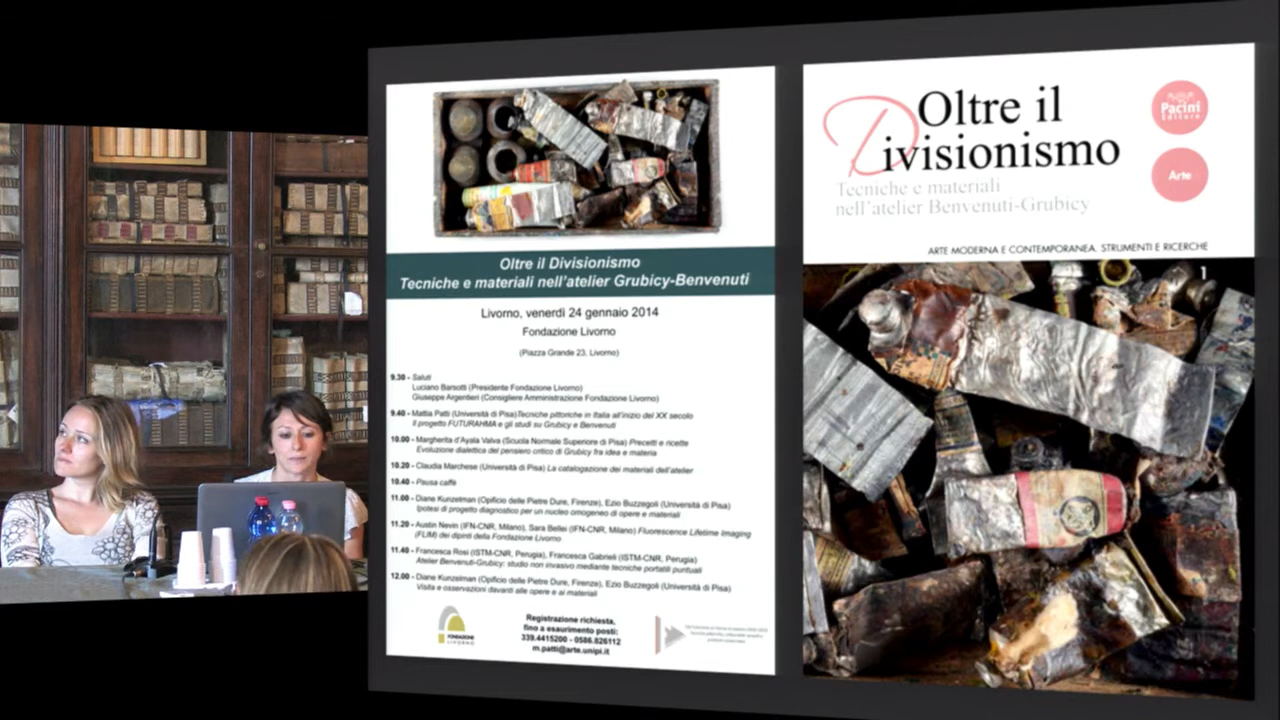 Oltre il Divisionismo
Tecniche e materiali nell'atelier Grubicy-Benvenuti
Livorno, venerdì 24 gennaio 2014
Fondazione Livorno
(Piazza Grande 23, Livorno)
9.30 - Saluti
Luciano Barsotti (Presidente Fondazione Livorno)
Giuseppe Argentieri (Consigliere Amministrazione Fondazione Livorno)
9.40 - Mattia Patti (Università di Pisa)Tecniche pittoriche in Italia all'inizio del XX secolo
Il progetto FUTURAHMA e gli studi su Grubicy e Benvenuti
10.00 - Margherita d'Ayala Valva (Scuola Normale Superiore di Pisa) Precetti e ricette
Evoluzione dialettica del pensiero critico di Grubicy fra idea e materia
10.20 - Claudia Marchese (Università di Pisa) La catalogazione dei materiali dell'atelier
10.40 - Pausa caffè
11.00 - Diane Kunzelman (Opificio delle Pietre Dure, Firenze), Ezio Buzzegoli (Università di Pisa)
Ipotesi di progetto diagnostico per un nucleo omogeneo di opere e materiali
11.20 - Austin Nevin (IFN-CNR, Milano), Sara Bellei (IFN-CNR, Milano) Fluorescence Lifetime Imaging
(FLIM) dei dipinti della Fondazione Livorno
11.40 - Francesca Rosi (ISTM-CNR, Perugia), Francesca Gabrieli (ISTM-CNR, Perugia)
Atelier Benvenuti-Grubicy: studio non invasivo mediante tecniche portatili puntuali
12.00 - Diane Kunzelman (Opificio delle Pietre Dure, Firenze), Ezio Buzzegoli (Università di Pisa)
Visita e osservazioni davanti alle opere e ai materiali
FONDAZIONE
LIVORNO
Registrazione richiesta,
fino a esaurimento posti:
339.4415200 - 0586.826112
m.patti@arte.unipi.it
Oltre il
Divisionismo
Tecniche e materiali
nell'atelier Benvenuti-Grubicy
Pacini
Editore
Arte
ARTE MODERNA E CONTEMPORANEA. STRUMENTI E RICERCHE